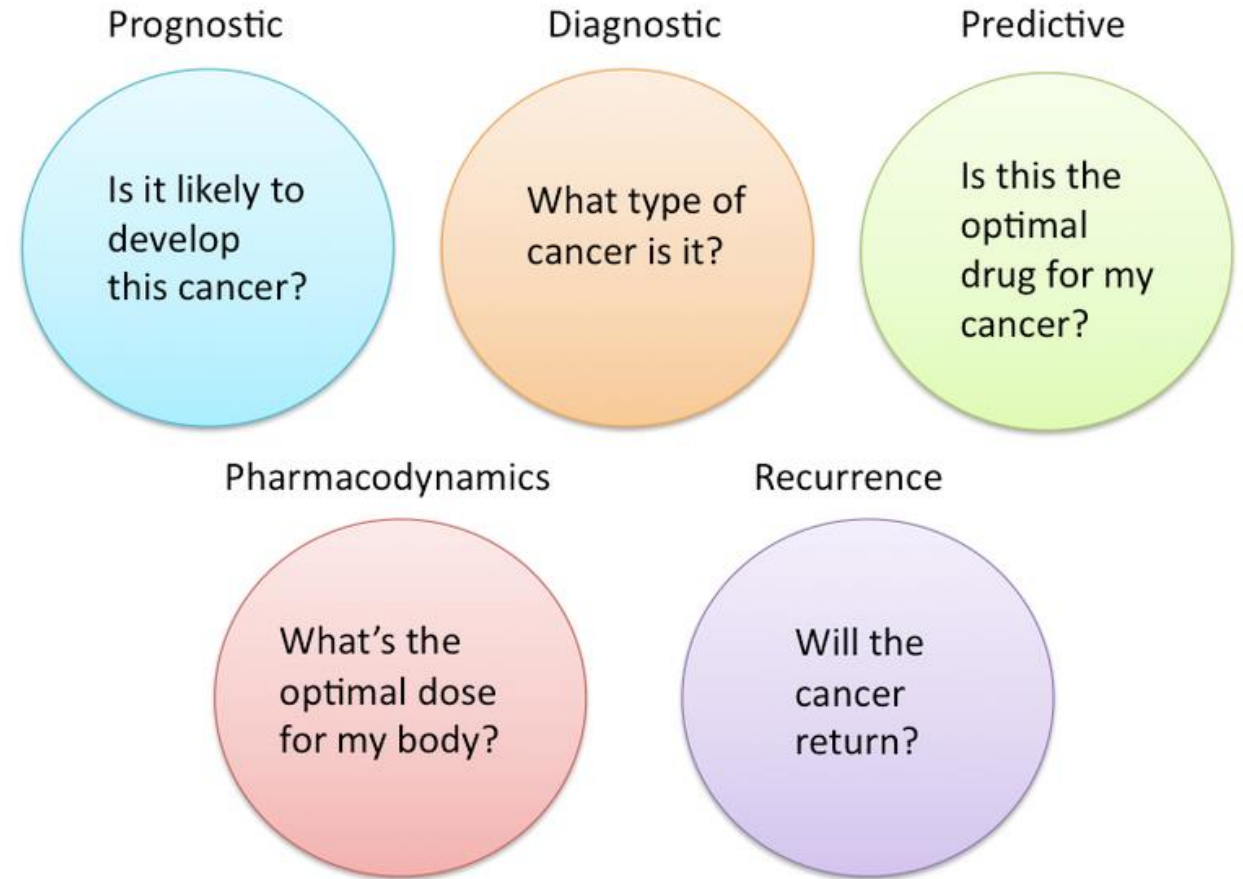 Prognostic
Is it likely to
develop
this cancer?
Diagnostic
What type of
cancer is it?
Predictive
Is this the
optimal
drug for my
cancer?
Pharmacodynamics
What’s the
optimal dose
for my body?
Recurrence
Will the
cancer
return?